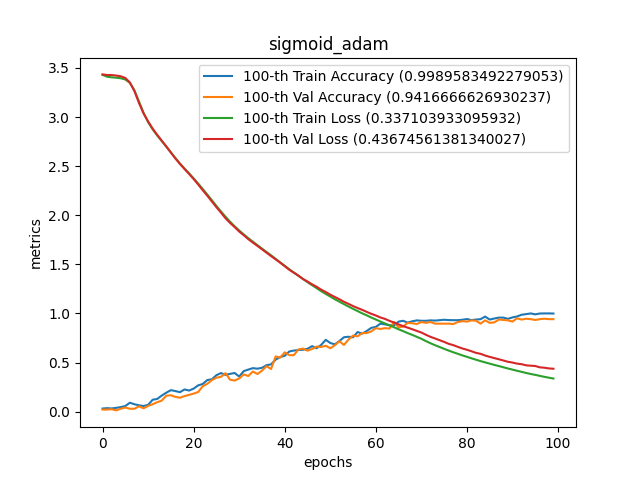 sigmoid_adam
3.5
3.0
2.5
2.0
1.5
1.0
0.5
0.0
metrics
100-th Train Accuracy (0.9989583492279053)
100-th Val Accuracy (0.9416666626930237)
100-th Train Loss (0.337103933095932)
100-th Val Loss (0.43674561381340027)
0 20 40 60 80 100
epochs